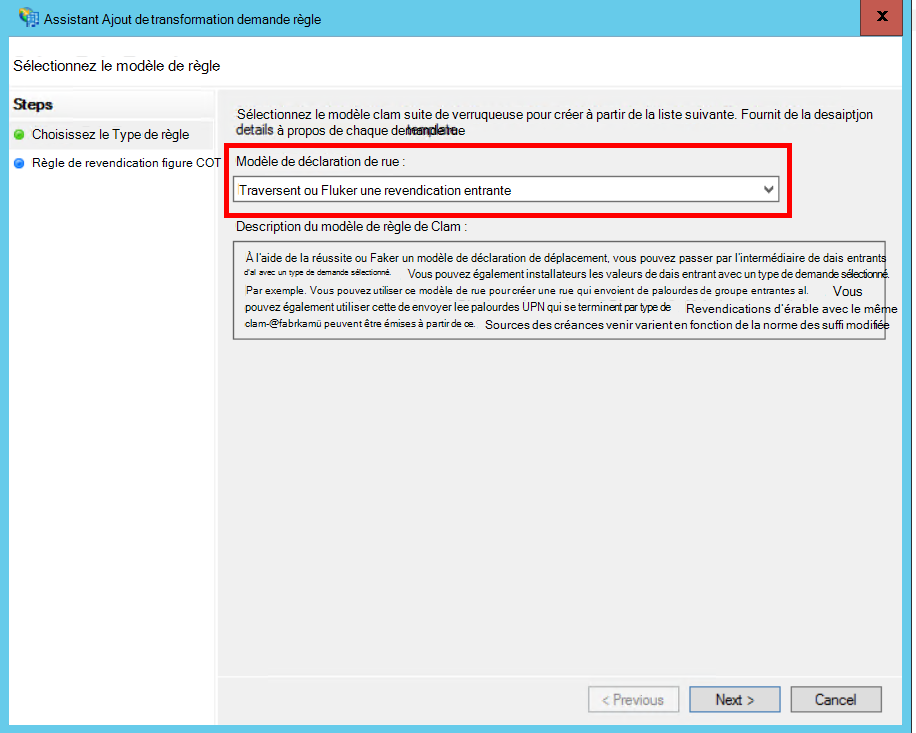 Assistant Ajout de transformation demande règle
x
Sélectionnez le modèle de règle
Steps
Choisissez le Type de règle
Règle de revendication figure COT
Sélectionnez le modèle clam suite de verruqueuse pour créer à partir de la liste suivante. Fournit de la desaiptjon
details à propos de chaque demande rue
Modèle de déclaration de rue :
Traversent ou Fluker une revendication entrante
Description du modèle de règle de Clam :
À l'aide de la réussite ou Faker un modèle de déclaration de déplacement, vous pouvez passer par l'intermédiaire de dais entrants
d'al avec un type de demande sélectionné. Vous pouvez également installateurs les valeurs de dais entrant avec un type de demande sélectionné.
Par exemple. Vous pouvez utiliser ce modèle de rue pour créer une rue qui envoient de palourdes de groupe entrantes al. Vous
pouvez également utiliser cette de envoyer lee palourdes UPN qui se terminent par type de Revendications d'érable avec le même
clam-@fabrkamü peuvent être émises à partir de ce. Sources des créances venir varient en fonction de la norme des suffi modifiée
< Previous
Next >
Cancel